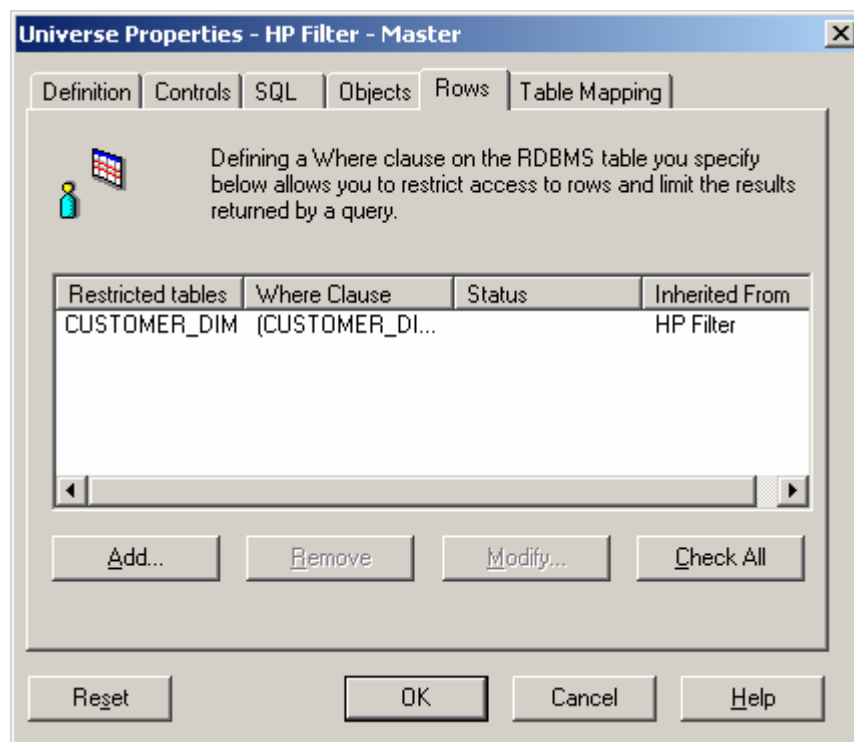 Universe Properties - HP Filter - Master
Definition Controls SQL Objects Rows Table Mapping
Defining a Where clause on the RDBMS table you specify
below allows you to restrict access to rows and limit the results
returned by a query.
Restricted tables Where Clause Status Inherited From
CUSTOMER_DIM (CUSTOMER_DI... HP Filter
Add... Remove Modify... Check All
Reset OK Cancel Help